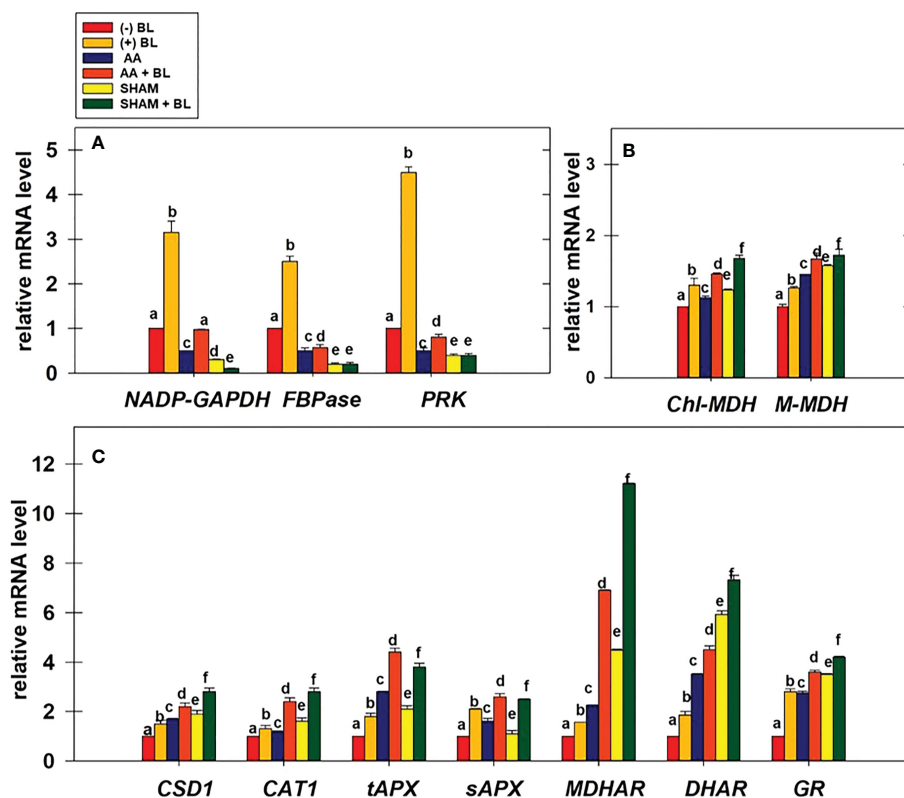 (-) BL
(+) BL
AA
AA + BL
SHAM
SHAM + BL
A
relative mRNA level
5
4
3
2
1
0
a b c a d e
a b c d e e
a b c d e e
NADP-GAPDH FBPase PRK
B
relative mRNA level
3
2
1
0
a b c d e f
a b c d e f
Chl-MDH M-MDH
C
relative mRNA level
12
10
8
6
4
2
0
a b c d e f
a b c d e f
a b c d e f
a b c d e f
a b c d e f
a b c d e f
a b c d e f
CSD1 CAT1 tAPX sAPX MDHAR DHAR GR